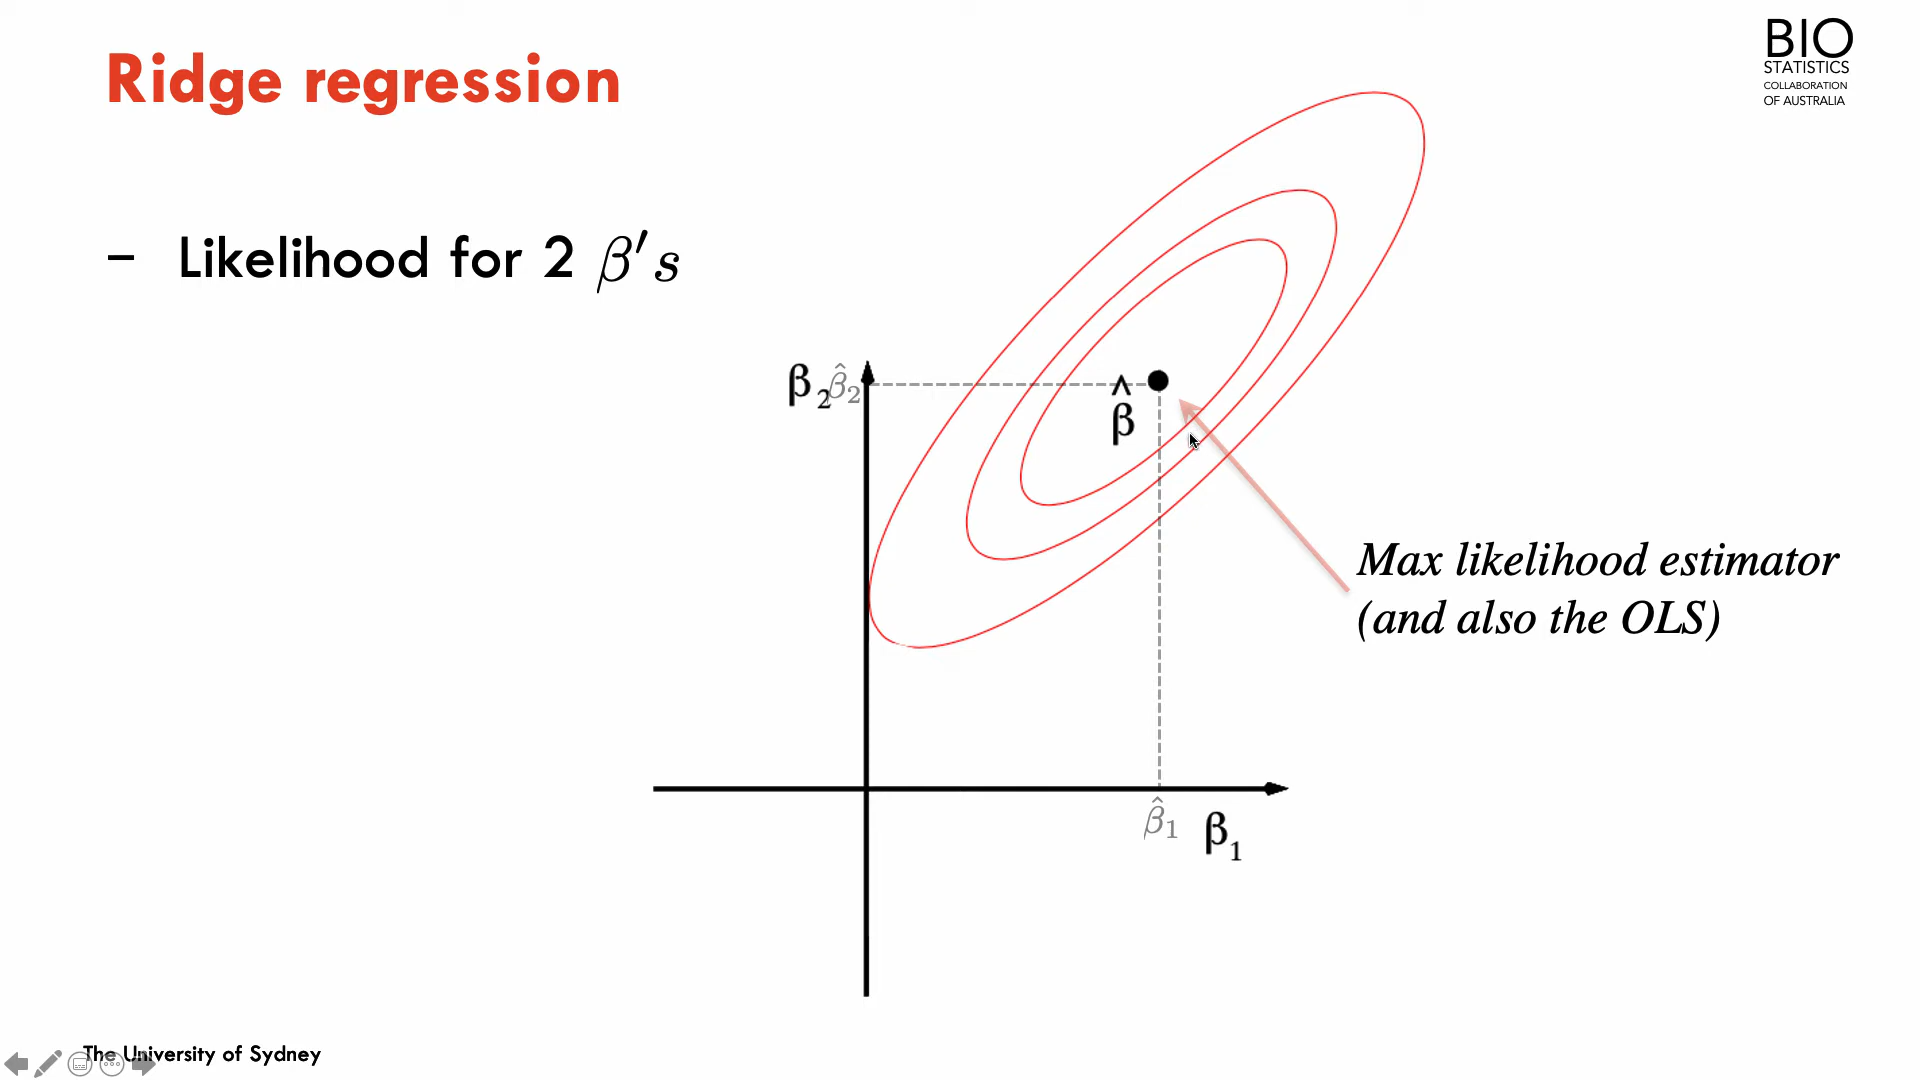 Ridge regression
BIO
STATISTICS
COLLABORATION
OF AUSTRALIA
– Likelihood for 2 β′s
β₂ β̂₂
β̂
Max likelihood estimator
(and also the OLS)
β̂₁ β₁
The University of Sydney